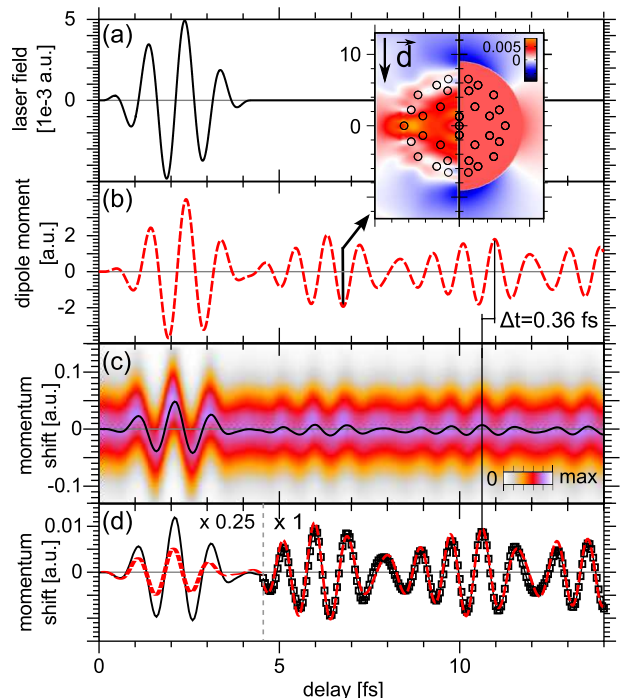 (a)
laser field
[1e-3 a.u.]
5
0
10
0
d
0.005
0
(b)
dipole moment
[a.u.]
2
0
-2
Δt=0.36 fs
(c)
momentum
shift [a.u.]
0.1
0
-0.1
0 max
(d)
x 0.25
x 1
momentum
shift [a.u.]
0.01
0
0 5 10
delay [fs]